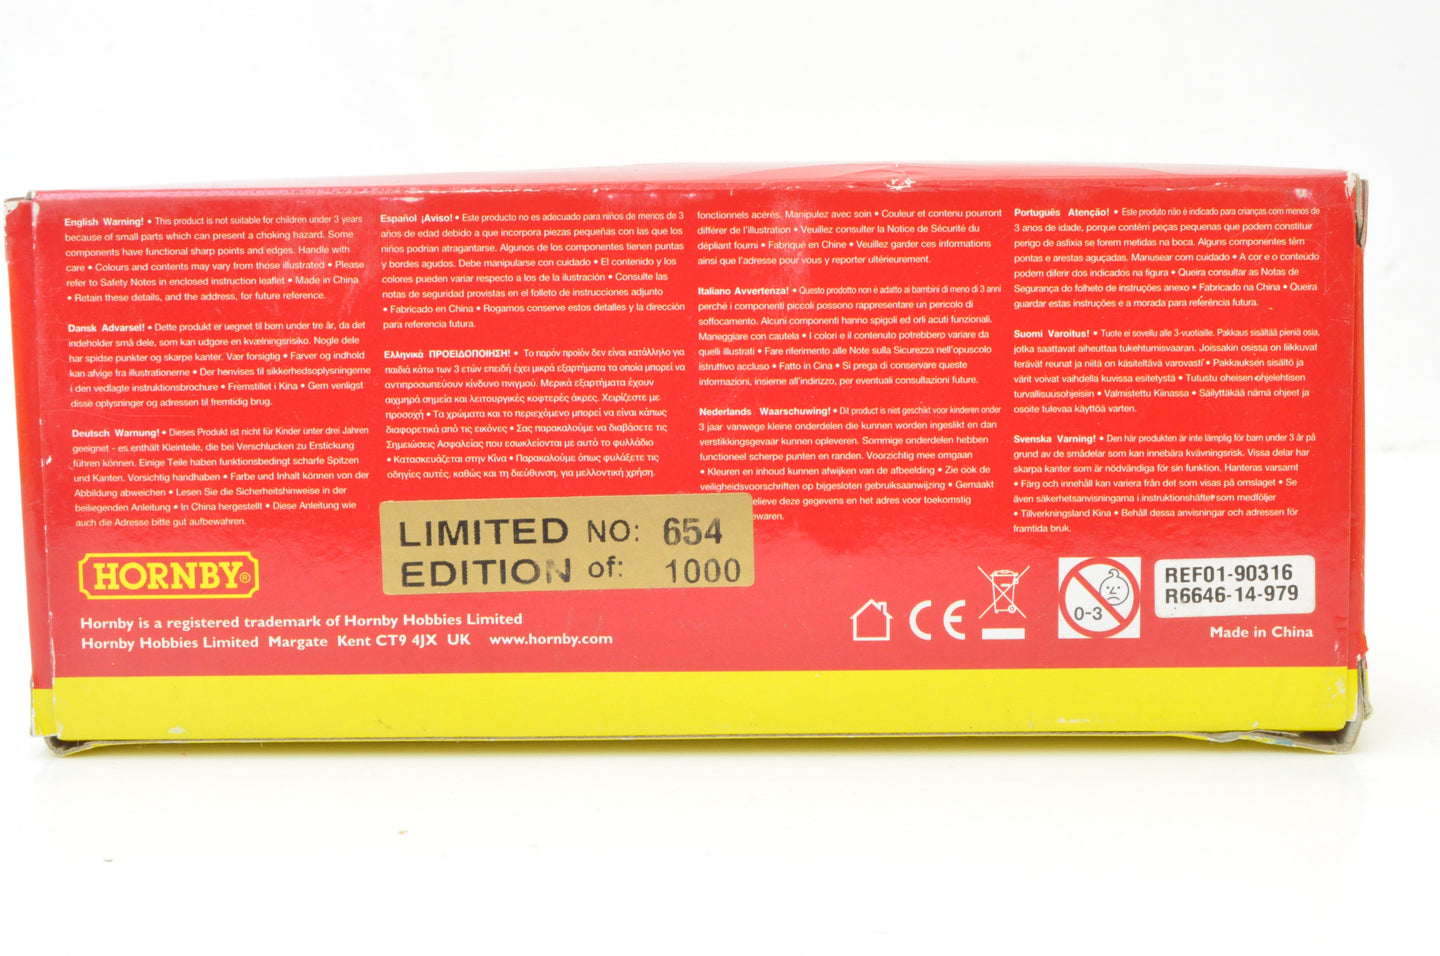 English Warning! • This product is not suitable for children under 3 years
because of small parts which can present a choking hazard. Some
components have functional sharp points and edges. Handle with
care • Colours and contents may vary from those illustrated • Please
refer to Safety Notes in enclosed instruction leaflet • Made in China
• Retain these details, and the address, for future reference.
Dansk Advarsel! • Dette produkt er uegnet til børn under tre år, da det
indeholder små dele, som kan udgøre en kvælningsrisiko. Nogle dele
har spidse punkter og skarpe kanter. Vær forsigtig • Farver og indhold
kan afvige fra illustrationerne • Der henvises til sikkerhedsoplysningerne
i den vedlagte instruktionsbrochure • Fremstillet i Kina • Gem venligst
disse oplysninger og adressen til fremtidig brug.
Deutsch Warnung! • Dieses Produkt ist nicht für Kinder unter drei Jahren
geeignet - es enthält Kleinteile, die bei Verschlucken zu Erstickung
führen können. Einige Teile haben funktionsbedingt scharfe Spitzen
und Kanten. Vorsichtig handhaben • Farbe und Inhalt können von der
Abbildung abweichen • Lesen Sie die Sicherheitshinweise in der
beiliegenden Anleitung • In China hergestellt • Diese Anleitung wie
auch die Adresse bitte gut aufbewahren.
Español ¡Aviso! • Este producto no es adecuado para niños de menos de 3
años de edad debido a que incorpora piezas pequeñas con las que los
niños podrian atragantarse. Algunos de los componentes tienen puntas
y bordes agudos. Debe manipularse con cuidado • El contenido y los
colores pueden variar respecto a los de la ilustración • Consulte las
notas de seguridad provistas en el folleto de instrucciones adjunto
• Fabricado en China • Rogamos conserve estos detalles y la dirección
para referencia futura.
Ελληνικά ΠΡΟΕΙΔΟΠΟΙΗΣΗ! • Το παρόν προϊόν δεν είναι κατάλληλο για
παιδιά κάτω των 3 ετών επειδή έχει μικρά εξαρτήματα τα οποία μπορεί να
αντιπροσωπεύουν κίνδυνο πνιγμού. Μερικά εξαρτήματα έχουν
αιχμηρά σημεία και λειτουργικές κοφτερές άκρες. Χειρίζεστε με
προσοχή • Τα χρώματα και το περιεχόμενο μπορεί να είναι κάπως
διαφορετικά από τις εικόνες • Σας παρακαλούμε να διαβάσετε τις
Σημειώσεις Ασφαλείας που εσωκλείονται με αυτό το φυλλάδιο
• Κατασκευάζεται στην Κίνα • Παρακαλούμε όπως φυλάξετε τις
οδηγίες αυτές, καθώς και τη διεύθυνση, για μελλοντική χρήση.
fonctionnels acérés. Manipulez avec soin • Couleur et contenu pourront
différer de l'illustration • Veuillez consulter la Notice de Sécurité du
dépliant fourni • Fabriqué en Chine • Veuillez garder ces informations
ainsi que l'adresse pour vous y reporter ultérieurement.
Italiano Avvertenza! • Questo prodotto non è adatto ai bambini di meno di 3 anni
perché i componenti piccoli possono rappresentare un pericolo di
soffocamento. Alcuni componenti hanno spigoli ed orli acuti funzionali.
Maneggiare con cautela • I colori e il contenuto potrebbero variare da
quelli illustrati • Fare riferimento alle Note sulla Sicurezza nell'opuscolo
istruttivo accluso • Fatto in Cina • Si prega di conservare queste
informazioni, insieme all'indirizzo, per eventuali consultazioni future.
Nederlands Waarschuwing! • Dit product is niet geschikt voor kinderen onder
3 jaar vanwege kleine onderdelen die kunnen worden ingeslikt en dan
verstikkingsgevaar kunnen opleveren. Sommige onderdelen hebben
functioneel scherpe punten en randen. Voorzichtig mee omgaan
• Kleuren en inhoud kunnen afwijken van de afbeelding • Zie ook de
veiligheidsvoorschriften op bijgesloten gebruiksaanwijzing • Gemaakt
elieve deze gegevens en het adres voor toekomstig
ewaren.
Português Atenção! • Este produto não é indicado para crianças com menos de
3 anos de idade, porque contém peças pequenas que podem constituir
perigo de asfixia se forem metidas na boca. Alguns componentes têm
pontas e arestas aguçadas. Manusear com cuidado • A cor e o conteúdo
podem diferir dos indicados na figura • Queira consultar as Notas de
Segurança do folheto de instruções anexo • Fabricado na China • Queira
guardar estas instruções e a morada para referência futura.
Suomi Varoitus! • Tuote ei sovellu alle 3-vuotiaille. Pakkaus sisältää pieniä osia,
jotka saattavat aiheuttaa tukehtumisvaaran. Joissakin osissa on liikkuvat
terävät reunat ja niitä on käsiteltävä varovasti • Pakkauksen sisältö ja
värit voivat vaihdella kuvissa esitetystä • Tutustu oheisen ohjelehtisen
turvallisuusohjeisiin • Valmistettu Kiinassa • Säilyttäkää nämä ohjeet ja
osoite tulevaa käyttöä varten.
Svenska Varning! • Den här produkten är inte lämplig för barn under 3 år på
grund av de smådelar som kan innebära kvävningsrisk. Vissa delar har
skarpa kanter som är nödvändiga för sin funktion. Hanteras varsamt
• Färg och innehåll kan variera från det som visas på omslaget • Se
även säkerhetsanvisningarna i instruktionshäftet som medföljer
• Tillverkningsland Kina • Behåll dessa anvisningar och adressen för
framtida bruk.
LIMITED NO: 654
EDITION of: 1000
HORNBY®
Hornby is a registered trademark of Hornby Hobbies Limited
Hornby Hobbies Limited Margate Kent CT9 4JX UK www.hornby.com
CE
0-3
REF01-90316
R6646-14-979
Made in China